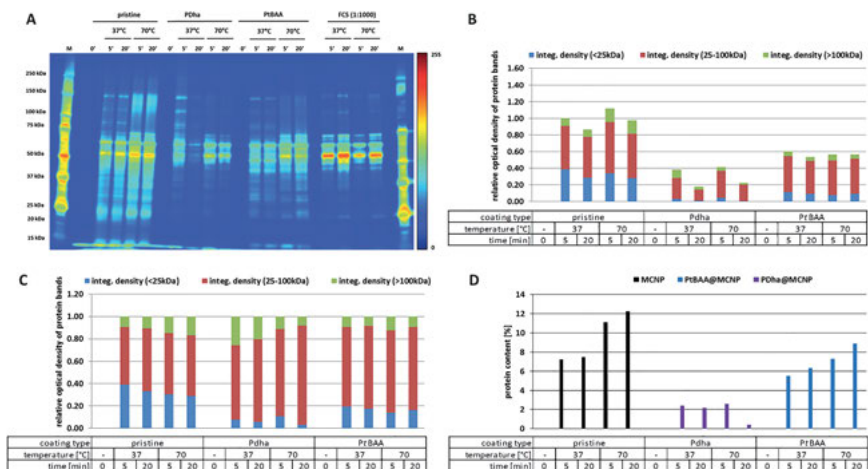 A
pristine PDha PtBAA FCS (1:1000)
37°C 70°C 37°C 70°C 37°C 70°C 37°C 70°C
M 0' 5' 20' 5' 20' 0' 5' 20' 5' 20' 0' 5' 20' 5' 20' 5' 20' 5' 20' M
250 kDa
150 kDa
100 kDa
75 kDa
50 kDa
37 kDa
25 kDa
20 kDa
15 kDa
255
0
B
integ. density (<25kDa) integ. density (25-100kDa) integ. density (>100kDa)
relative optical density of protein bands
1.60
1.40
1.20
1.00
0.80
0.60
0.40
0.20
0.00
coating type pristine Pdha PtBAA
temperature [°C] - 37 70 - 37 70 - 37 70
time [min] 0 5 20 5 20 0 5 20 5 20 0 5 20 5 20
C
integ. density (<25kDa) integ. density (25-100kDa) integ. density (>100kDa)
relative optical density of protein bands
1.00
0.80
0.60
0.40
0.20
0.00
coating type pristine Pdha PtBAA
temperature [°C] - 37 70 - 37 70 - 37 70
time [min] 0 5 20 5 20 0 5 20 5 20 0 5 20 5 20
D
MCNP PtBAA@MCNP PDha@MCNP
protein content [%]
14
12
10
8
6
4
2
0
coating type pristine Pdha PtBAA
temperature [°C] - 37 70 - 37 70 - 37 70
time [min] 0 5 20 5 20 0 5 20 5 20 0 5 20 5 20